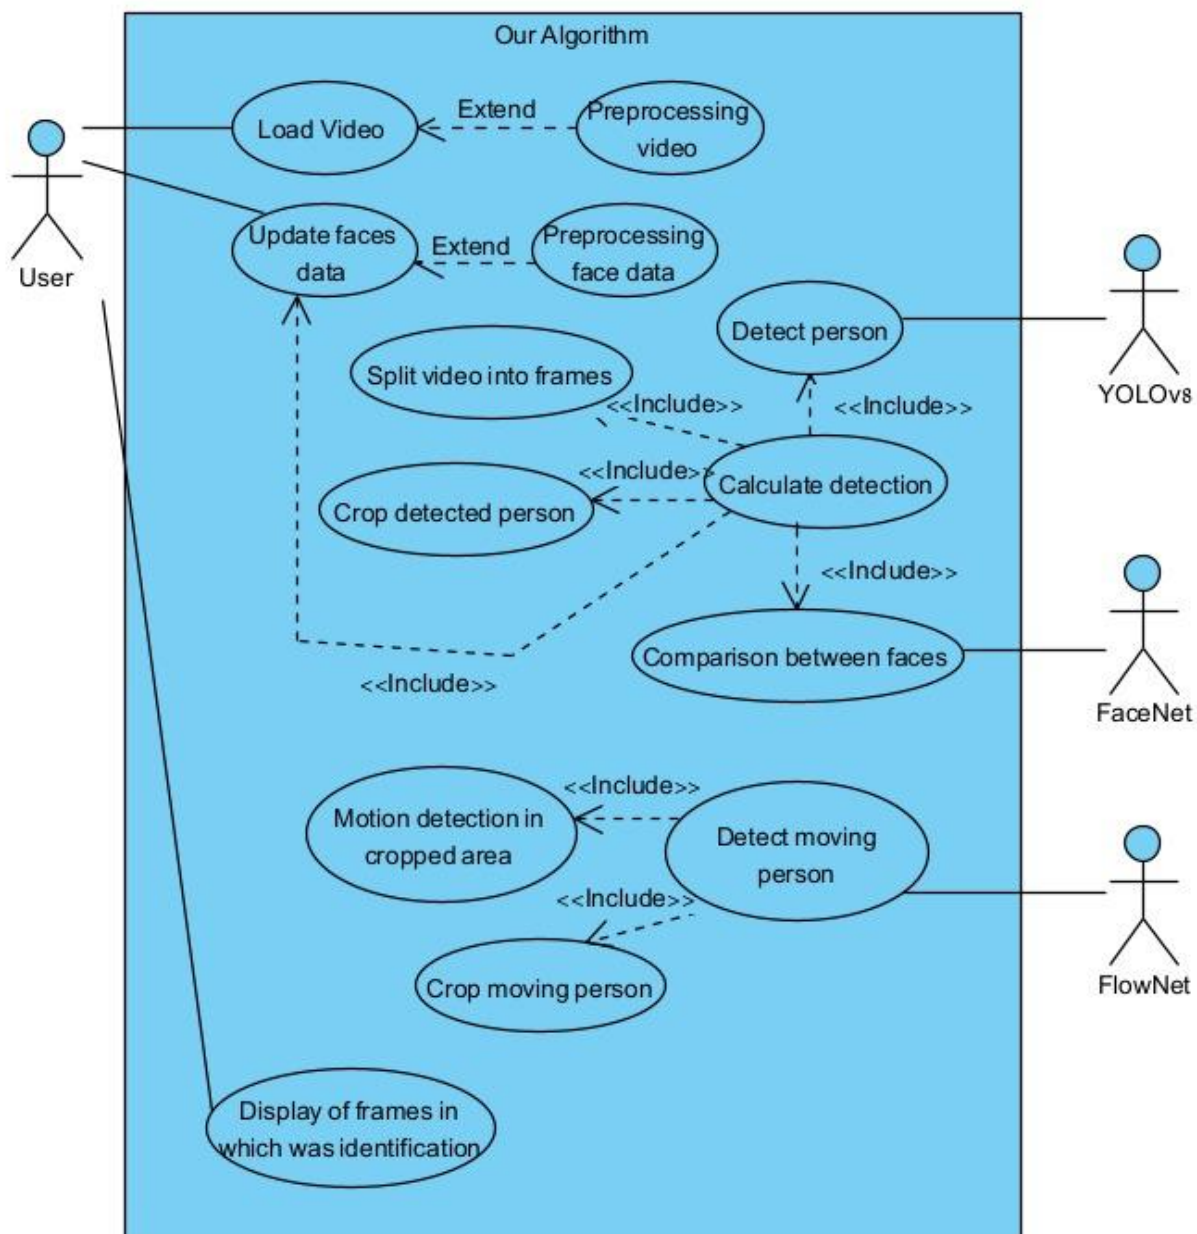 Our Algorithm
Load Video
Extend
Preprocessing
video
User
Update faces
data
Extend
Preprocessing
face data
Detect person
YOLOv8
Split video into frames
<<Include>>
<<Include>>
Calculate detection
<<Include>>
Crop detected person
<<Include>>
Comparison between faces
<<Include>>
FaceNet
Motion detection in
cropped area
<<Include>>
Detect moving
person
<<Include>>
Crop moving person
FlowNet
Display of frames in
which was identification